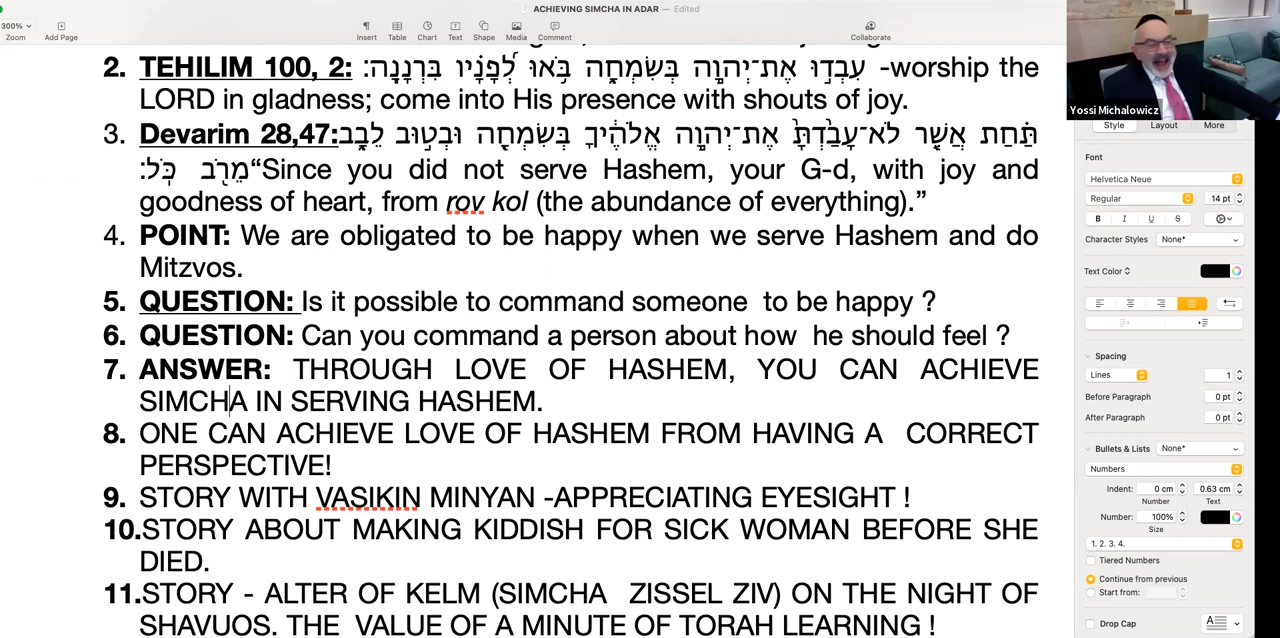 ACHIEVING SIMCHA IN ADAR — Edited
300%
Zoom
Add Page
Insert
Table
Chart
Text
Shape
Media
Comment
Collaborate
2. TEHILIM 100, 2: עִבְד֣וּ אֶת־יְהוָ֣ה בְּשִׂמְחָ֑ה בֹּ֥אוּ לְ֝פָנָ֗יו בִּרְנָנָֽה׃ -worship the
LORD in gladness; come into His presence with shouts of joy.
3. Devarim 28,47: תַּ֗חַת אֲשֶׁ֤ר לֹא־עָבַ֙דְתָּ֙ אֶת־יְהוָ֣ה אֱלֹהֶ֔יךָ בְּשִׂמְחָ֖ה וּבְט֣וּב לֵבָ֑ב
מֵרֹ֖ב כֹּֽל׃ “Since you did not serve Hashem, your G-d, with joy and
goodness of heart, from rov kol (the abundance of everything).”
4. POINT: We are obligated to be happy when we serve Hashem and do
Mitzvos.
5. QUESTION: Is it possible to command someone to be happy ?
6. QUESTION: Can you command a person about how he should feel ?
7. ANSWER: THROUGH LOVE OF HASHEM, YOU CAN ACHIEVE
SIMCHA IN SERVING HASHEM.
8. ONE CAN ACHIEVE LOVE OF HASHEM FROM HAVING A CORRECT
PERSPECTIVE!
9. STORY WITH VASIKIN MINYAN -APPRECIATING EYESIGHT !
10.STORY ABOUT MAKING KIDDISH FOR SICK WOMAN BEFORE SHE
DIED.
11.STORY - ALTER OF KELM (SIMCHA ZISSEL ZIV) ON THE NIGHT OF
SHAVUOS. THE VALUE OF A MINUTE OF TORAH LEARNING !
Yossi Michalowicz
Style Layout More
Font
Helvetica Neue
Regular 14 pt
B I U S
Character Styles None*
Text Color
Spacing
Lines 1
Before Paragraph 0 pt
After Paragraph 0 pt
Bullets & Lists None*
Numbers
Indent: 0 cm 0.63 cm
Number Text
Number: 100%
Size
1. 2. 3. 4.
Tiered Numbers
Continue from previous
Start from:
Drop Cap